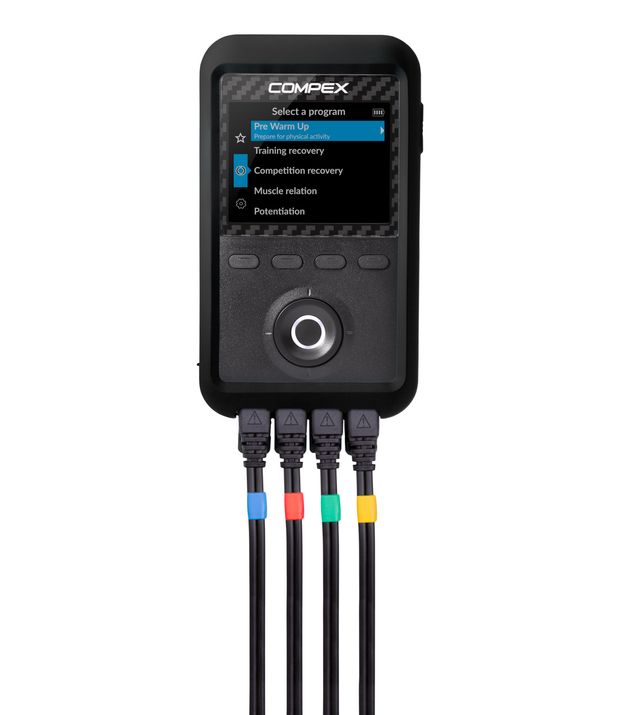 COMPEX
Select a program
Pre Warm Up
Prepare for physical activity
Training recovery
Competition recovery
Muscle relation
Potentiation